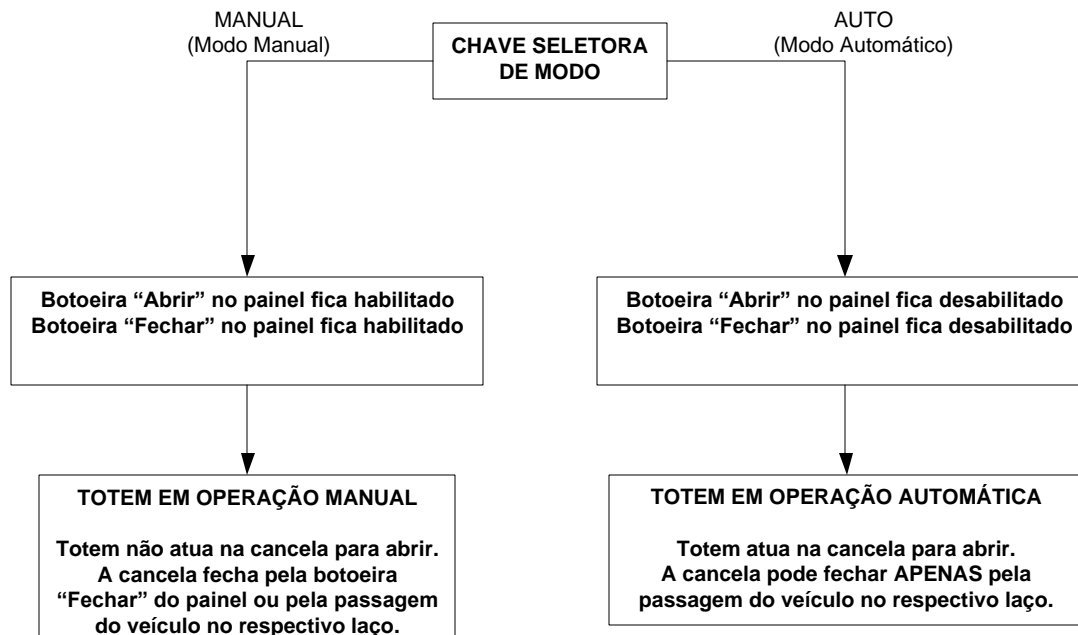 MANUAL
(Modo Manual)
CHAVE SELETORA
DE MODO
AUTO
(Modo Automático)
Botoeira “Abrir” no painel fica habilitado
Botoeira “Fechar” no painel fica habilitado
Botoeira “Abrir” no painel fica desabilitado
Botoeira “Fechar” no painel fica desabilitado
TOTEM EM OPERAÇÃO MANUAL
Totem não atua na cancela para abrir.
A cancela fecha pela botoeira
“Fechar” do painel ou pela passagem
do veículo no respectivo laço.
TOTEM EM OPERAÇÃO AUTOMÁTICA
Totem atua na cancela para abrir.
A cancela pode fechar APENAS pela
passagem do veículo no respectivo laço.